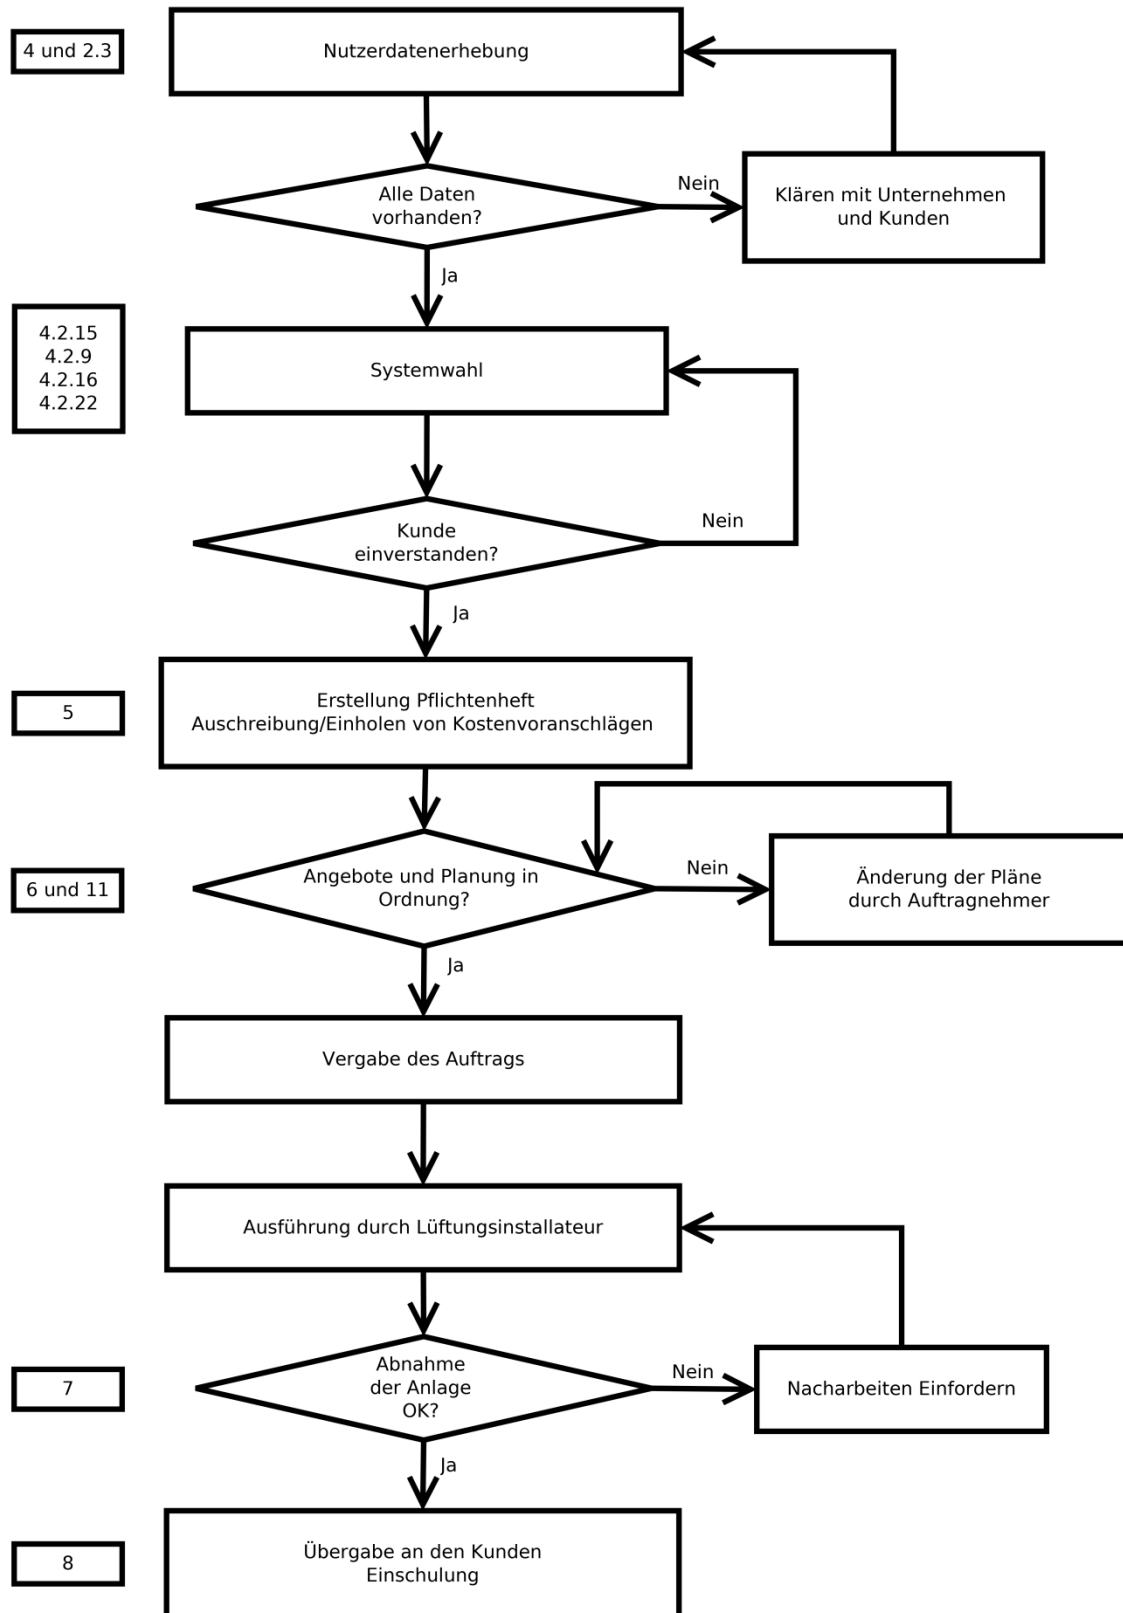 4 und 2.3
Nutzerdatenerhebung
Alle Daten
vorhanden?
Nein
Klären mit Unternehmen
und Kunden
Ja
4.2.15
4.2.9
4.2.16
4.2.22
Systemwahl
Kunde
einverstanden?
Nein
Ja
5
Erstellung Pflichtenheft
Auschreibung/Einholen von Kostenvoranschlägen
6 und 11
Angebote und Planung in
Ordnung?
Nein
Änderung der Pläne
durch Auftragnehmer
Ja
Vergabe des Auftrags
Ausführung durch Lüftungsinstallateur
7
Abnahme
der Anlage
OK?
Nein
Nacharbeiten Einfordern
Ja
8
Übergabe an den Kunden
Einschulung